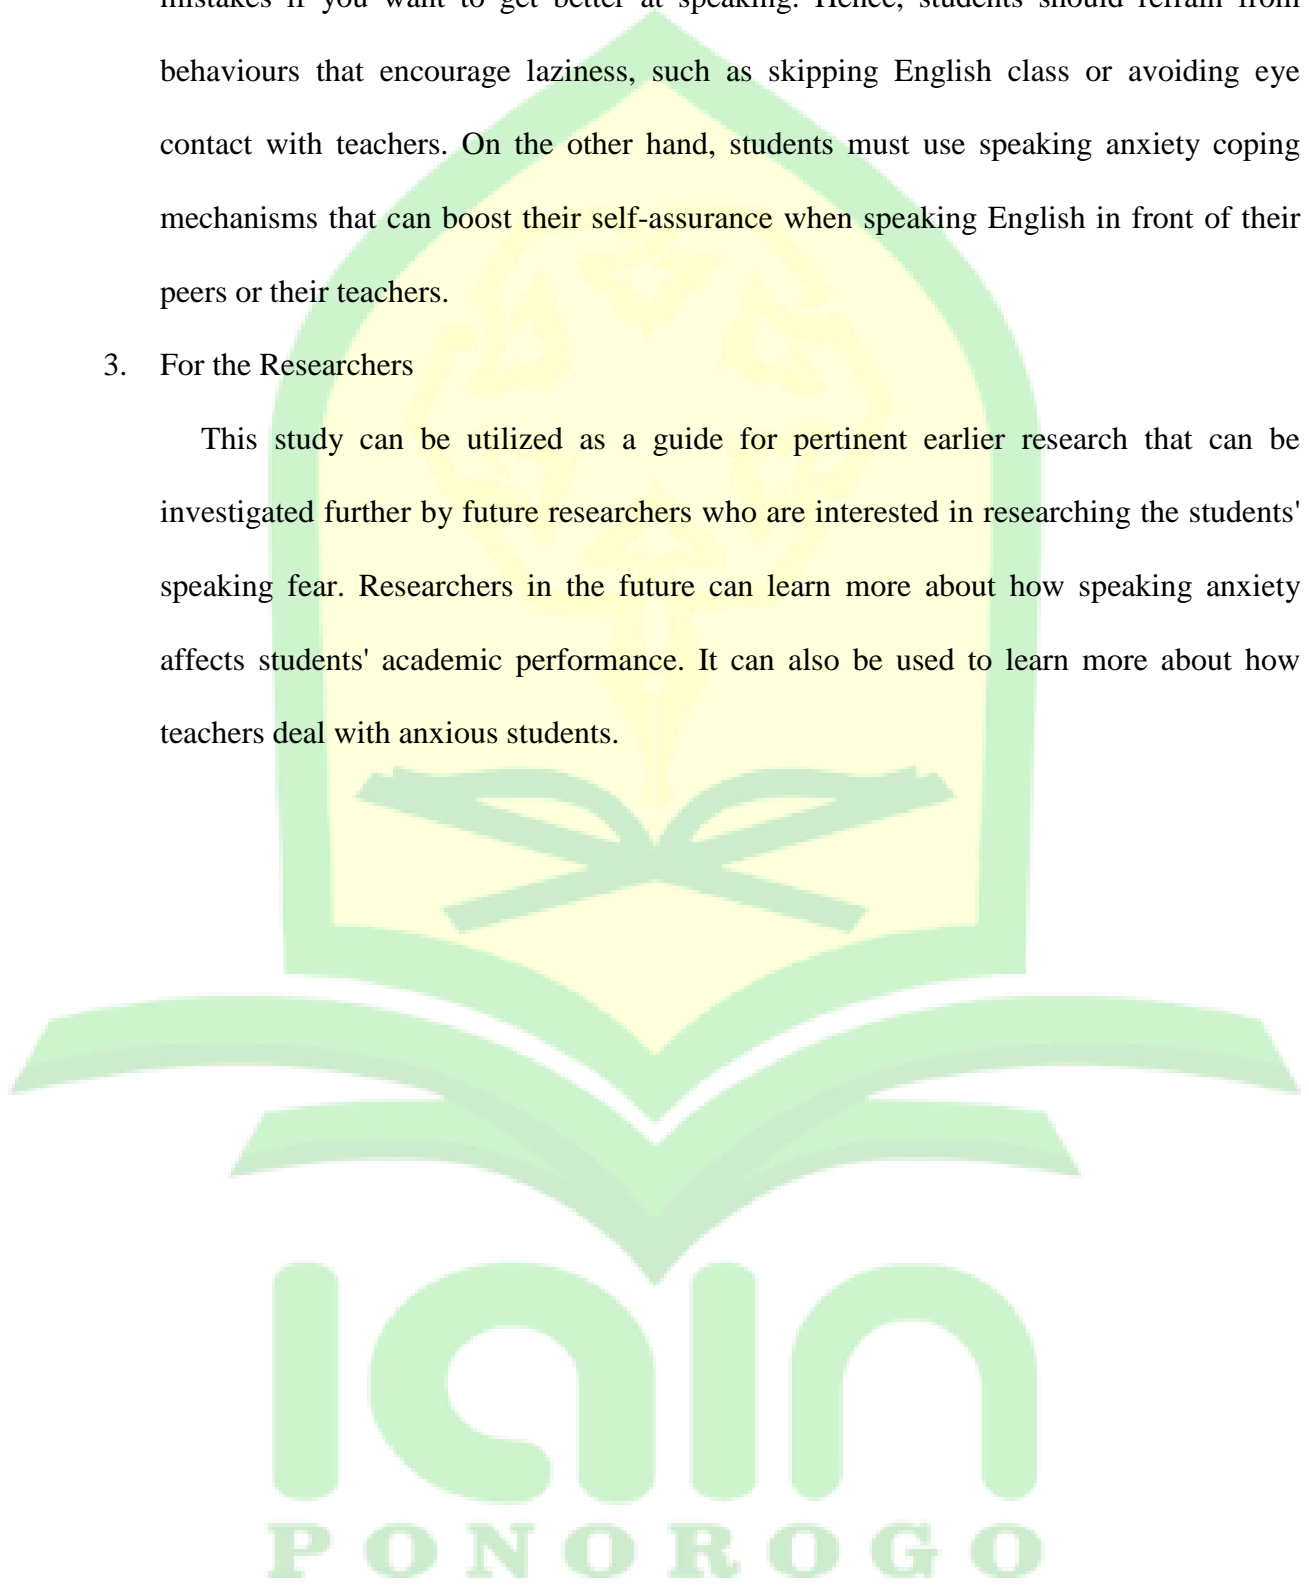 mistakes if you want to get better at speaking. Hence, students should refrain from
behaviours that encourage laziness, such as skipping English class or avoiding eye
contact with teachers. On the other hand, students must use speaking anxiety coping
mechanisms that can boost their self-assurance when speaking English in front of their
peers or their teachers.
3. For the Researchers
This study can be utilized as a guide for pertinent earlier research that can be
investigated further by future researchers who are interested in researching the students'
speaking fear. Researchers in the future can learn more about how speaking anxiety
affects students' academic performance. It can also be used to learn more about how
teachers deal with anxious students.
iain
PONOROGO